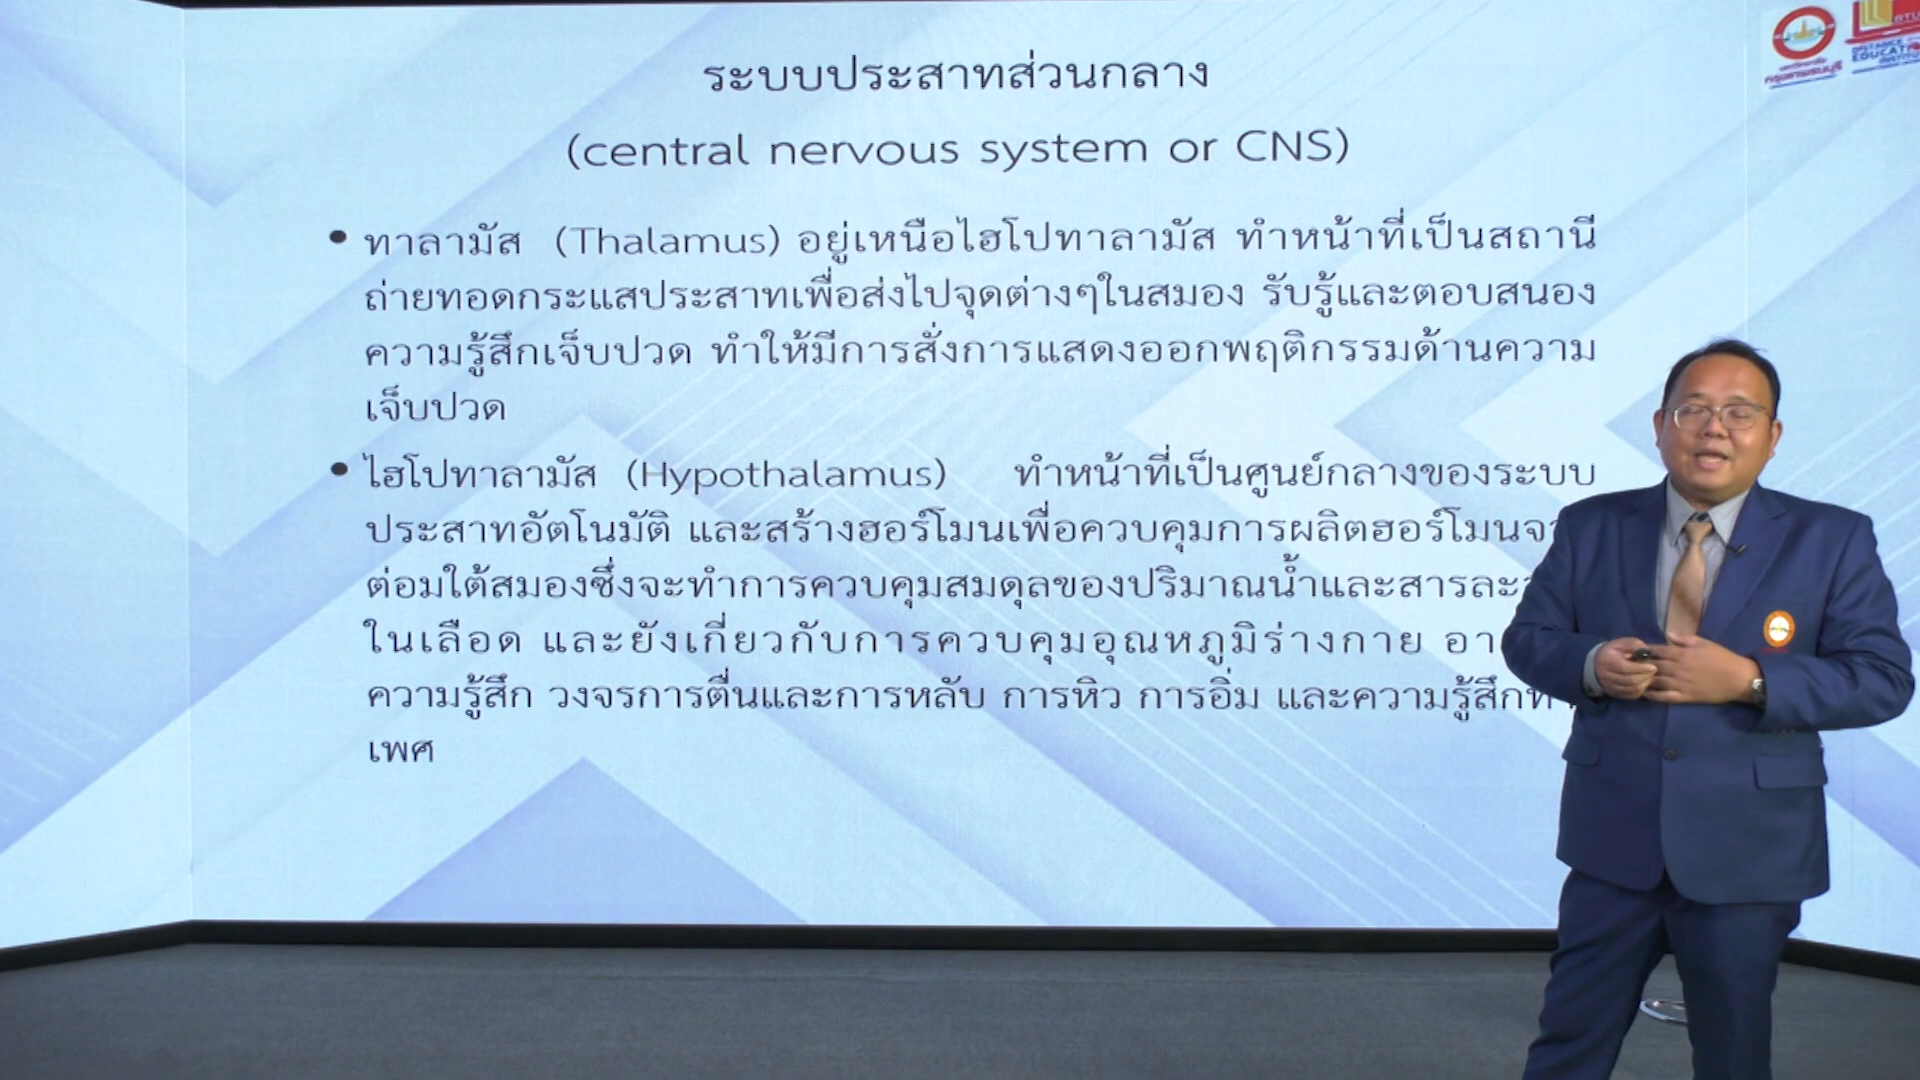 ระบบประสาทส่วนกลาง
(central nervous system or CNS)
• ทาลามัส (Thalamus) อยู่เหนือไฮโปทาลามัส ทำหน้าที่เป็นสถานี
ถ่ายทอดกระแสประสาทเพื่อส่งไปจุดต่างๆในสมอง รับรู้และตอบสนอง
ความรู้สึกเจ็บปวด ทำให้มีการสั่งการแสดงออกพฤติกรรมด้านความ
เจ็บปวด
• ไฮโปทาลามัส (Hypothalamus) ทำหน้าที่เป็นศูนย์กลางของระบบ
ประสาทอัตโนมัติ และสร้างฮอร์โมนเพื่อควบคุมการผลิตฮอร์โมน
ต่อมใต้สมองซึ่งจะทำการควบคุมสมดุลของปริมาณน้ำและสาร
ในเลือด และยังเกี่ยวกับการควบคุมอุณหภูมิร่างกาย
ความรู้สึก วงจรการตื่นและการหลับ การหิว การอิ่ม และความรู้สึก
เพศ